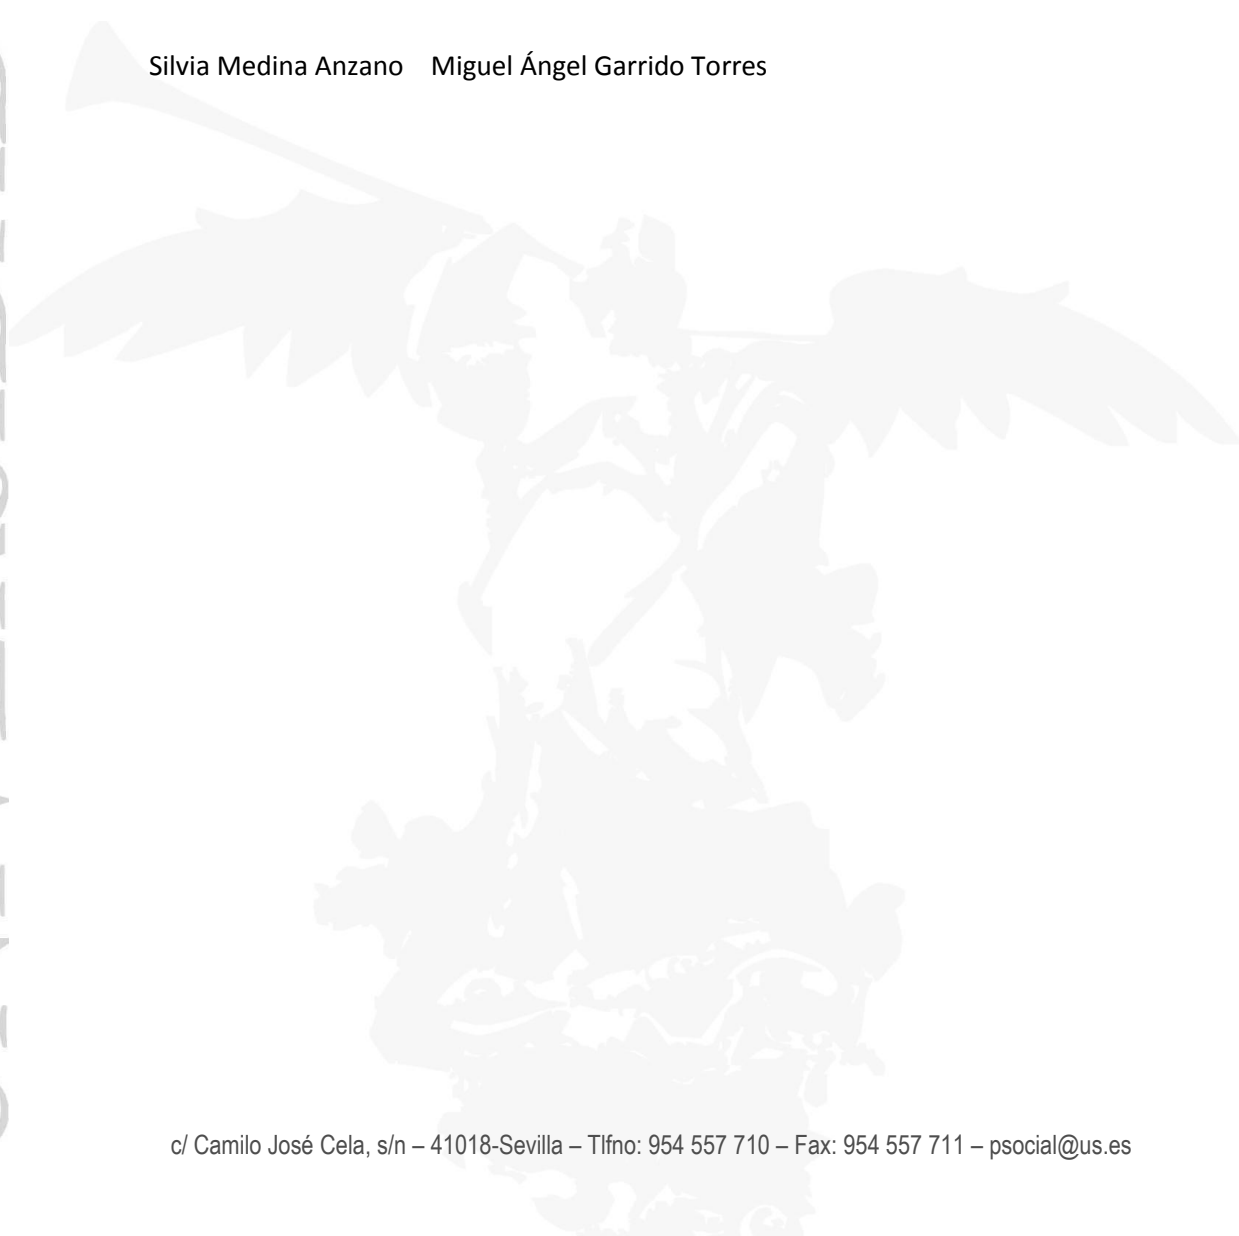 Silvia Medina Anzano    Miguel Ángel Garrido Torres
c/ Camilo José Cela, s/n – 41018-Sevilla – Tlfno: 954 557 710 – Fax: 954 557 711 – psocial@us.es